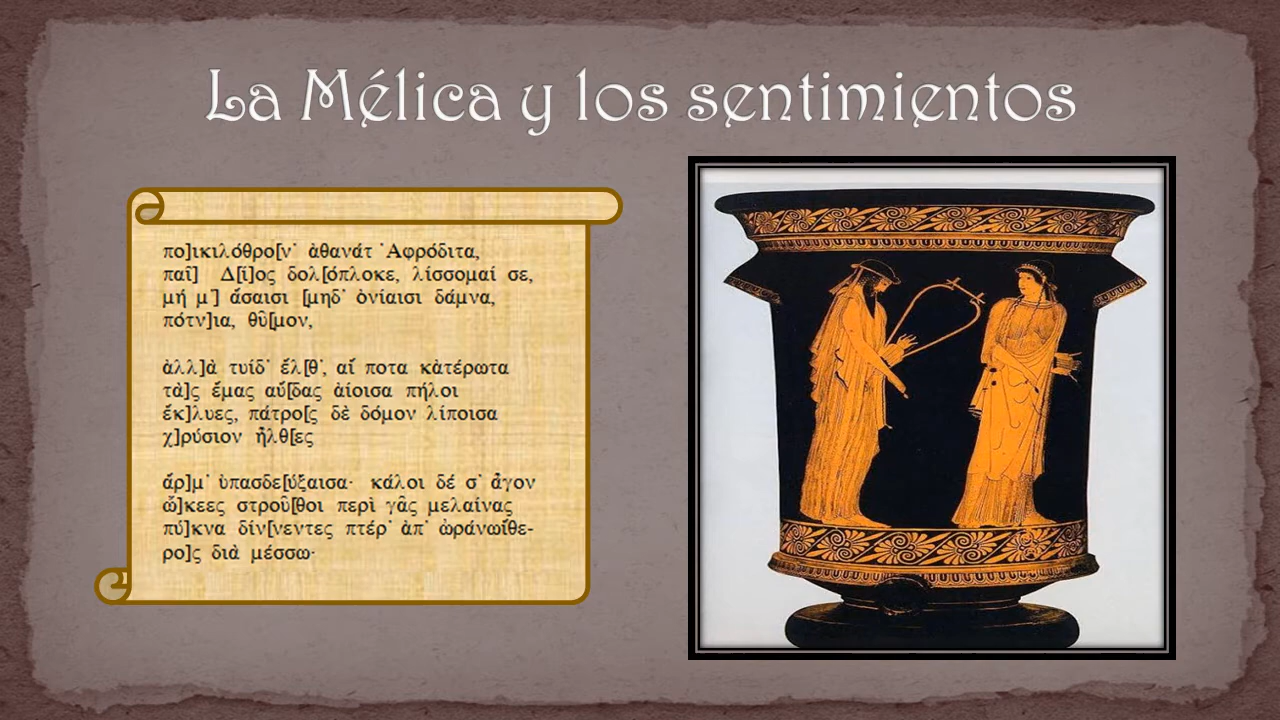 La Mélica y los sentimientos
πο]ικιλόθρο[ν᾽ ἀθανάτ ᾽Αφρόδιτα,
παῖ] Δ[ί]ος δολ[όπλοκε, λίσσομαί σε,
μή μ᾽] ἄσαισι [μηδ᾽ ὀνίαισι δάμνα,
πότν]ια, θῦ[μον,
ἀλλ]ὰ τυίδ᾽ ἔλ[θ᾽, αἴ ποτα κἀτέρωτα
τὰ]ς ἔμας αὔ[δας ἀίοισα πήλοι
ἔκ]λυες, πάτρο[ς δὲ δόμον λίποισα
χ]ρύσιον ἦλθ[ες
ἄρ]μ᾽ ὐπασδε[ύξαισα· κάλοι δέ σ᾽ ἆγον
ὤ]κεες στροῦ[θοι περὶ γᾶς μελαίνας
πύ]κνα δίν[νεντες πτέρ᾽ ἀπ᾽ ὠράνωἴθε-
ρο]ς διὰ μέσσω·